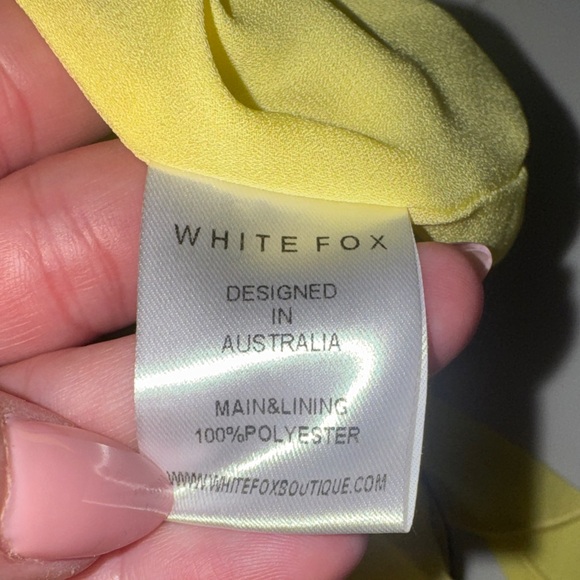 WHITE FOX
DESIGNED
IN
AUSTRALIA
MAIN&LINING
100%POLYESTER
WWW.WHITEFOXBOUTIQUE.COM